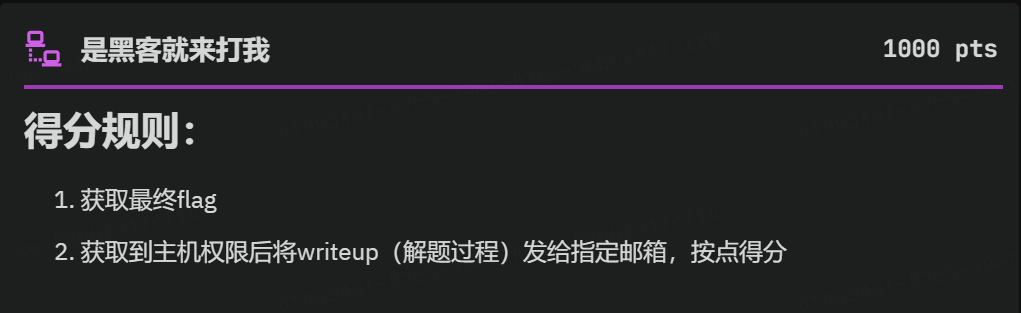 是黑客就来打我
1000 pts
得分规则：
1. 获取最终flag
2. 获取到主机权限后将writeup（解题过程）发给指定邮箱，按点得分